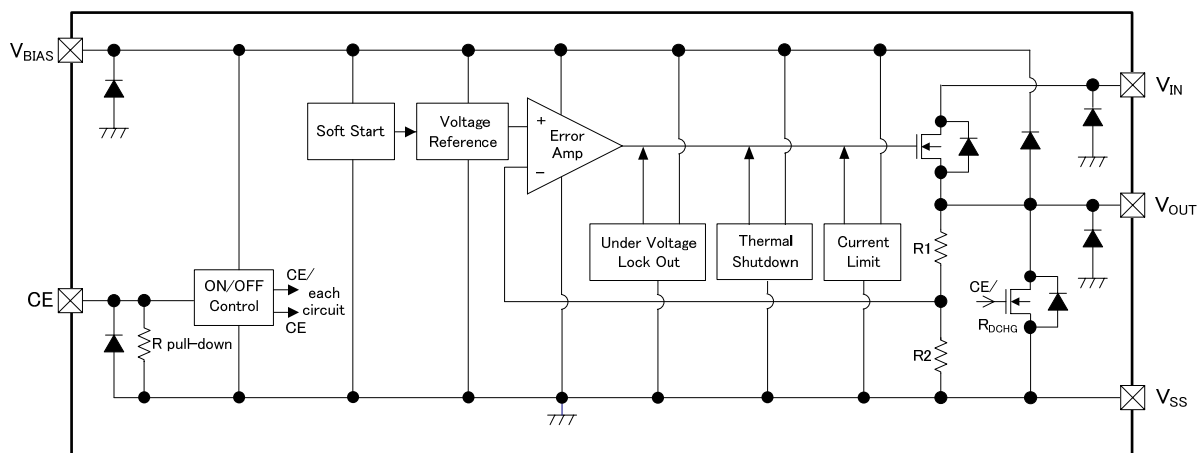 VBIAS
VIN
Soft Start
Voltage
Reference
+
Error
Amp
−
VOUT
Under Voltage
Lock Out
Thermal
Shutdown
Current
Limit
R1
CE
ON/OFF
Control
CE/
each
circuit
CE
CE/
RDCHG
R pull-down
R2
VSS